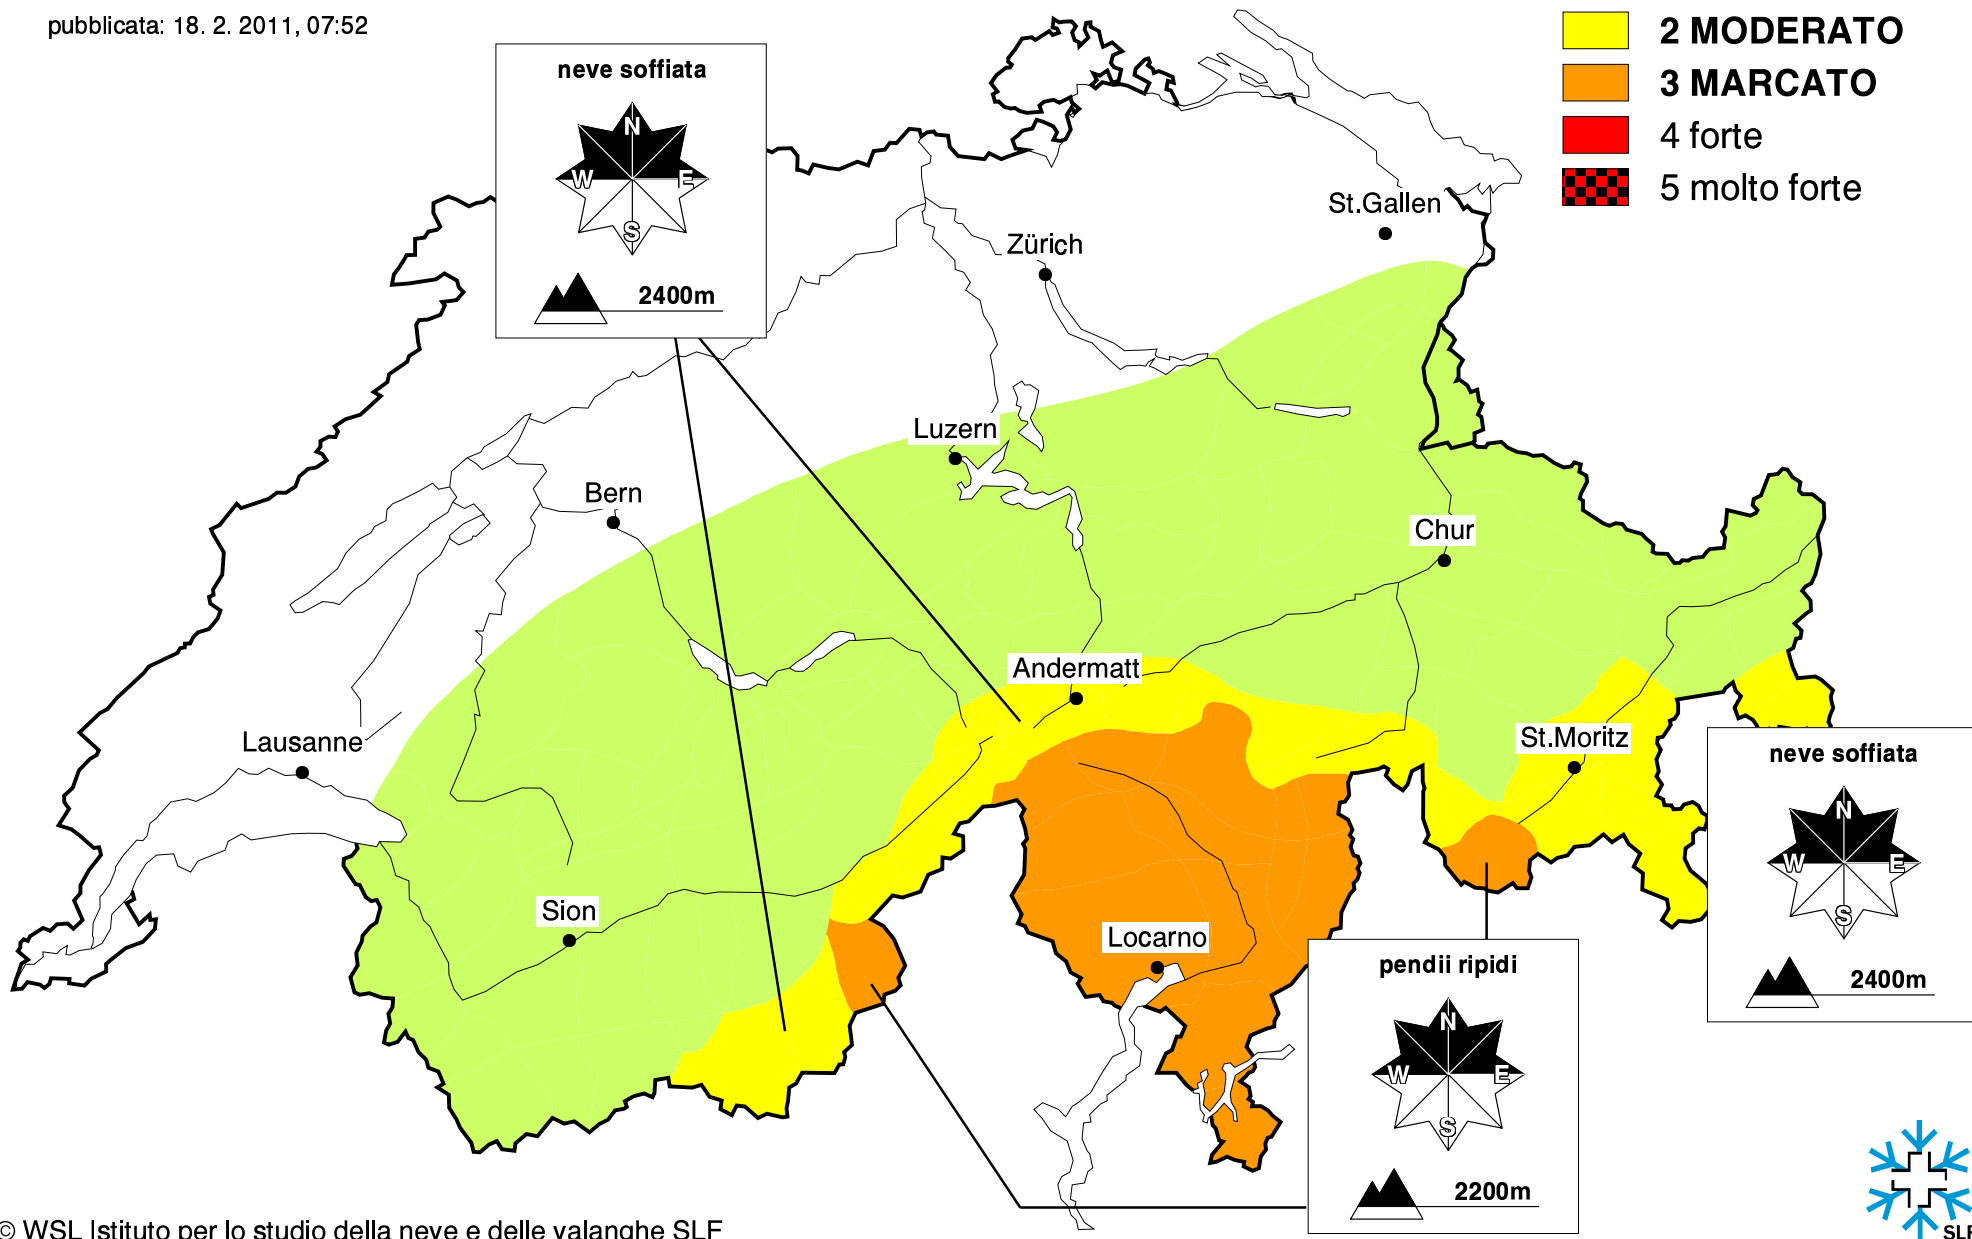 pubblicata: 18. 2. 2011, 07:52
2 MODERATO
3 MARCATO
4 forte
5 molto forte
neve soffiata
N
W E
S
2400m
St.Gallen
Zürich
Luzern
Bern
Chur
Andermatt
St.Moritz
Lausanne
Sion
Locarno
neve soffiata
N
W E
S
2400m
pendii ripidi
N
W E
S
2200m
© WSL Istituto per lo studio della neve e delle valanghe SLF
SLF